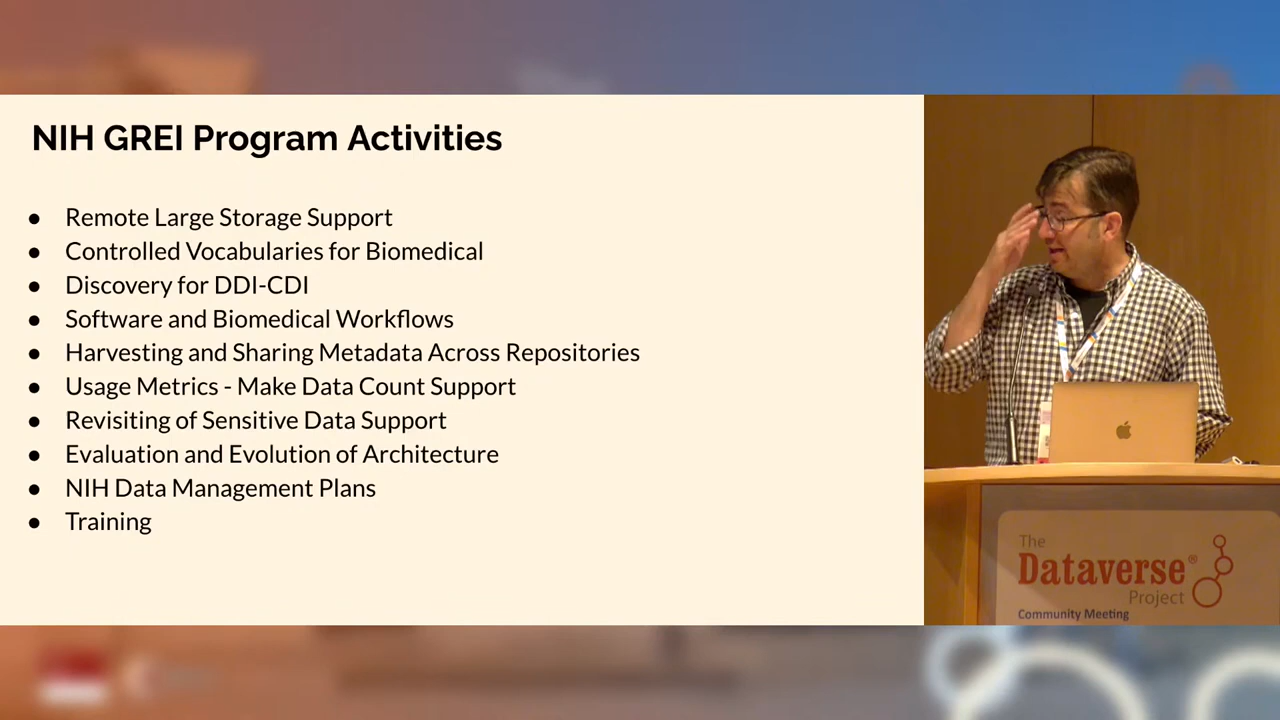 NIH GREI Program Activities
● Remote Large Storage Support
● Controlled Vocabularies for Biomedical
● Discovery for DDI-CDI
● Software and Biomedical Workflows
● Harvesting and Sharing Metadata Across Repositories
● Usage Metrics - Make Data Count Support
● Revisiting of Sensitive Data Support
● Evaluation and Evolution of Architecture
● NIH Data Management Plans
● Training
The
Dataverse®
Project
Community Meeting